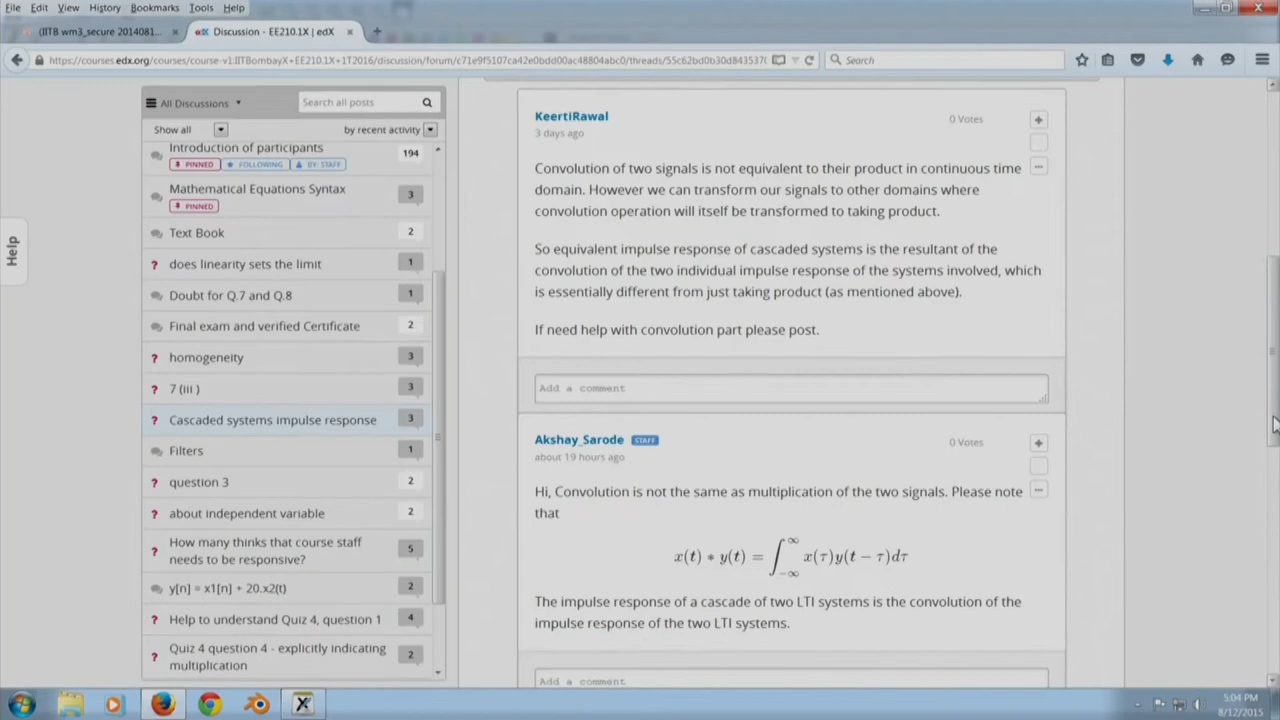 File Edit View History Bookmarks Tools Help
(IITB wm3_secure 2014081... × Discussion - EE210.1X | edX × +
Search
All Discussions
Search all posts
Show all
by recent activity
Introduction of participants 194
PINNED FOLLOWING BY: STAFF
Mathematical Equations Syntax 3
PINNED
Text Book 2
does linearity sets the limit 1
Doubt for Q.7 and Q.8 1
Final exam and verified Certificate 2
homogeneity 3
7 (iii ) 3
Cascaded systems impulse response 3
Filters 1
question 3 2
about independent variable 2
How many thinks that course staff
needs to be responsive? 5
y[n] = x1[n] + 20.x2(t) 2
Help to understand Quiz 4, question 1 4
Quiz 4 question 4 - explicitly indicating
multiplication 2
Help
KeertiRawal 0 Votes
3 days ago
Convolution of two signals is not equivalent to their product in continuous time
domain. However we can transform our signals to other domains where
convolution operation will itself be transformed to taking product.
So equivalent impulse response of cascaded systems is the resultant of the
convolution of the two individual impulse response of the systems involved, which
is essentially different from just taking product (as mentioned above).
If need help with convolution part please post.
Add a comment
Akshay_Sarode STAFF 0 Votes
about 19 hours ago
Hi, Convolution is not the same as multiplication of the two signals. Please note
that
x(t) ∗ y(t) = ∫_{−∞}^{∞} x(τ)y(t − τ)dτ
The impulse response of a cascade of two LTI systems is the convolution of the
impulse response of the two LTI systems.
Add a comment
5:04 PM
8/12/2015